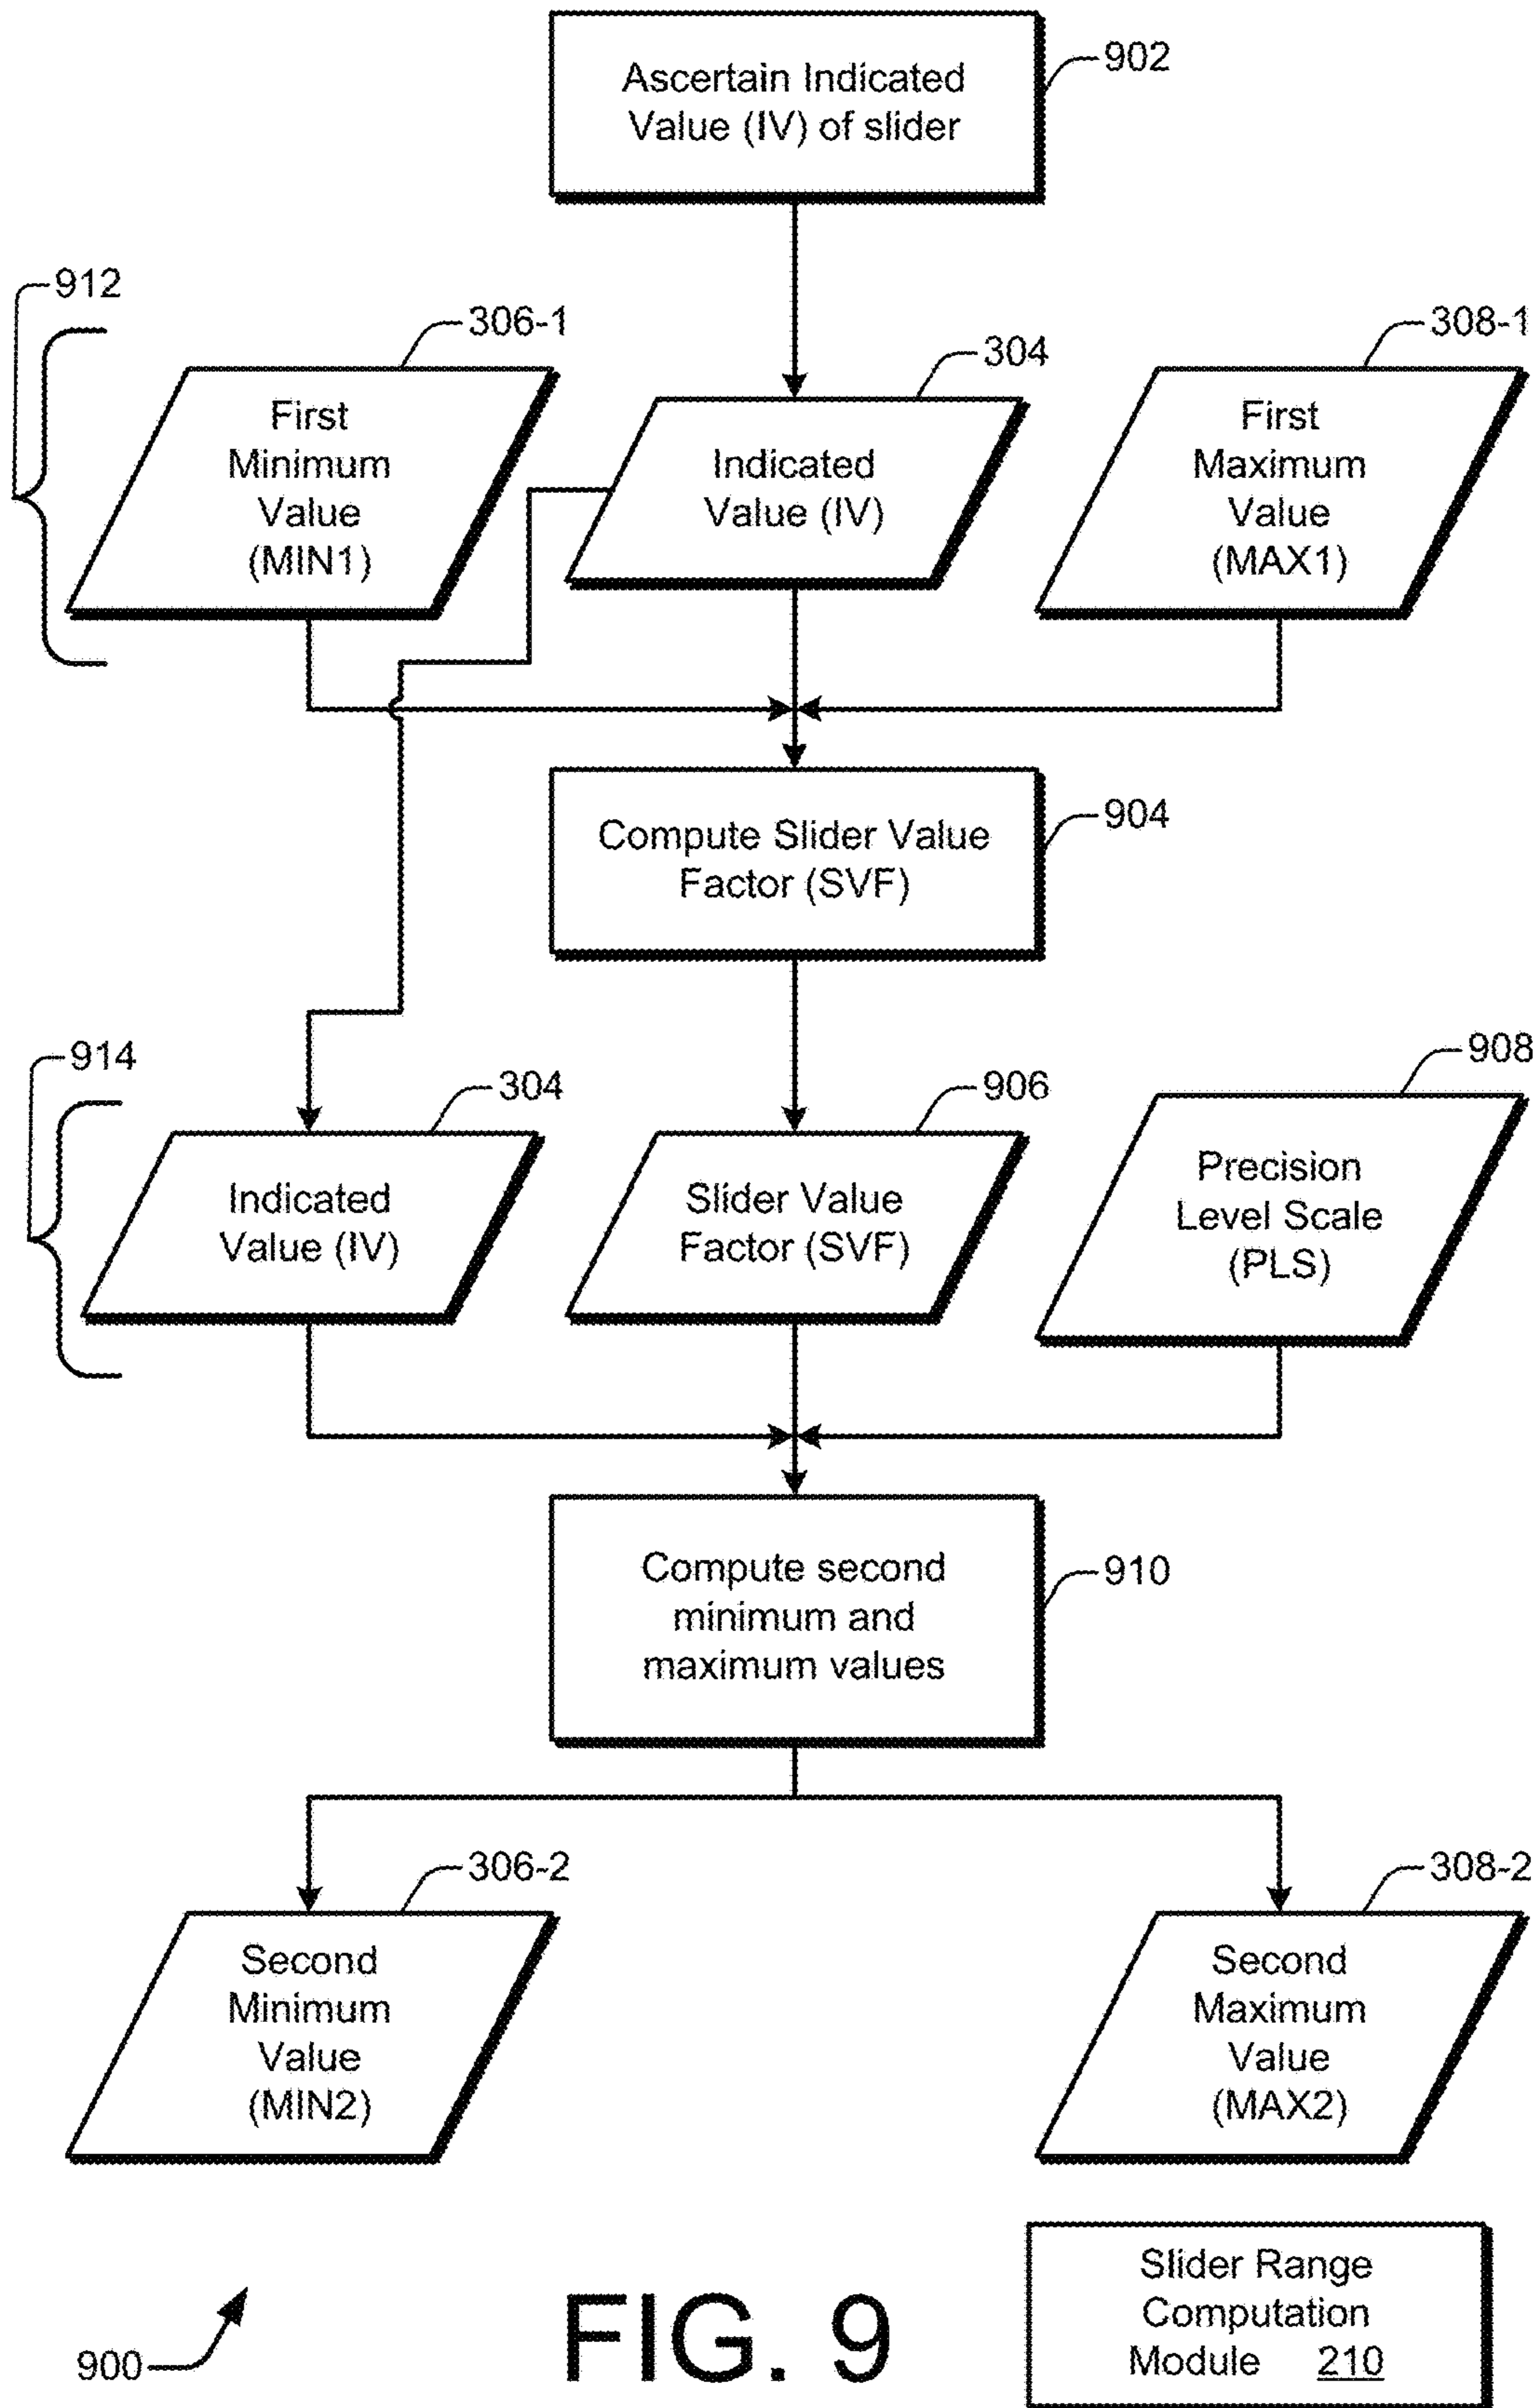 Ascertain Indicated
Value (IV) of slider
902
912
306-1
304
308-1
First
Minimum
Value
(MIN1)
Indicated
Value (IV)
First
Maximum
Value
(MAX1)
Compute Slider Value
Factor (SVF)
904
914
304
906
908
Indicated
Value (IV)
Slider Value
Factor (SVF)
Precision
Level Scale
(PLS)
Compute second
minimum and
maximum values
910
306-2
308-2
Second
Minimum
Value
(MIN2)
Second
Maximum
Value
(MAX2)
900
FIG. 9
Slider Range
Computation
Module 210